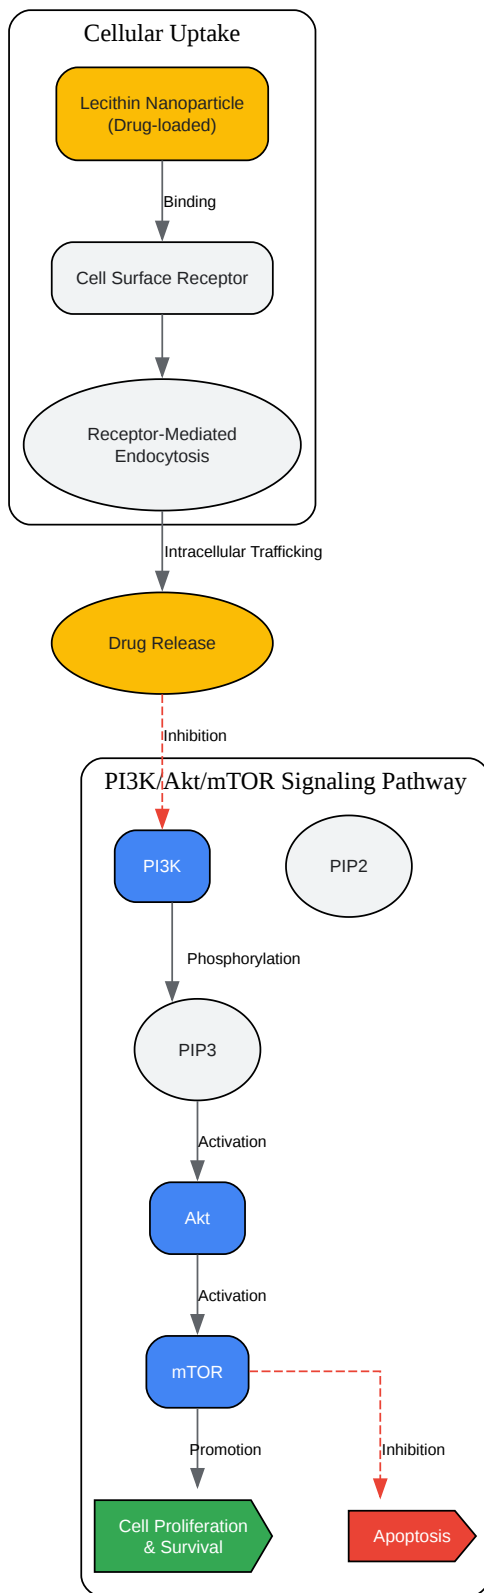 Cellular Uptake
Lecithin Nanoparticle
(Drug-loaded)
Binding
Cell Surface Receptor
Receptor-Mediated
Endocytosis
Intracellular Trafficking
Drug Release
Inhibition
PI3K/Akt/mTOR Signaling Pathway
PI3K
PIP2
Phosphorylation
PIP3
Activation
Akt
Activation
mTOR
Promotion
Inhibition
Cell Proliferation
& Survival
Apoptosis